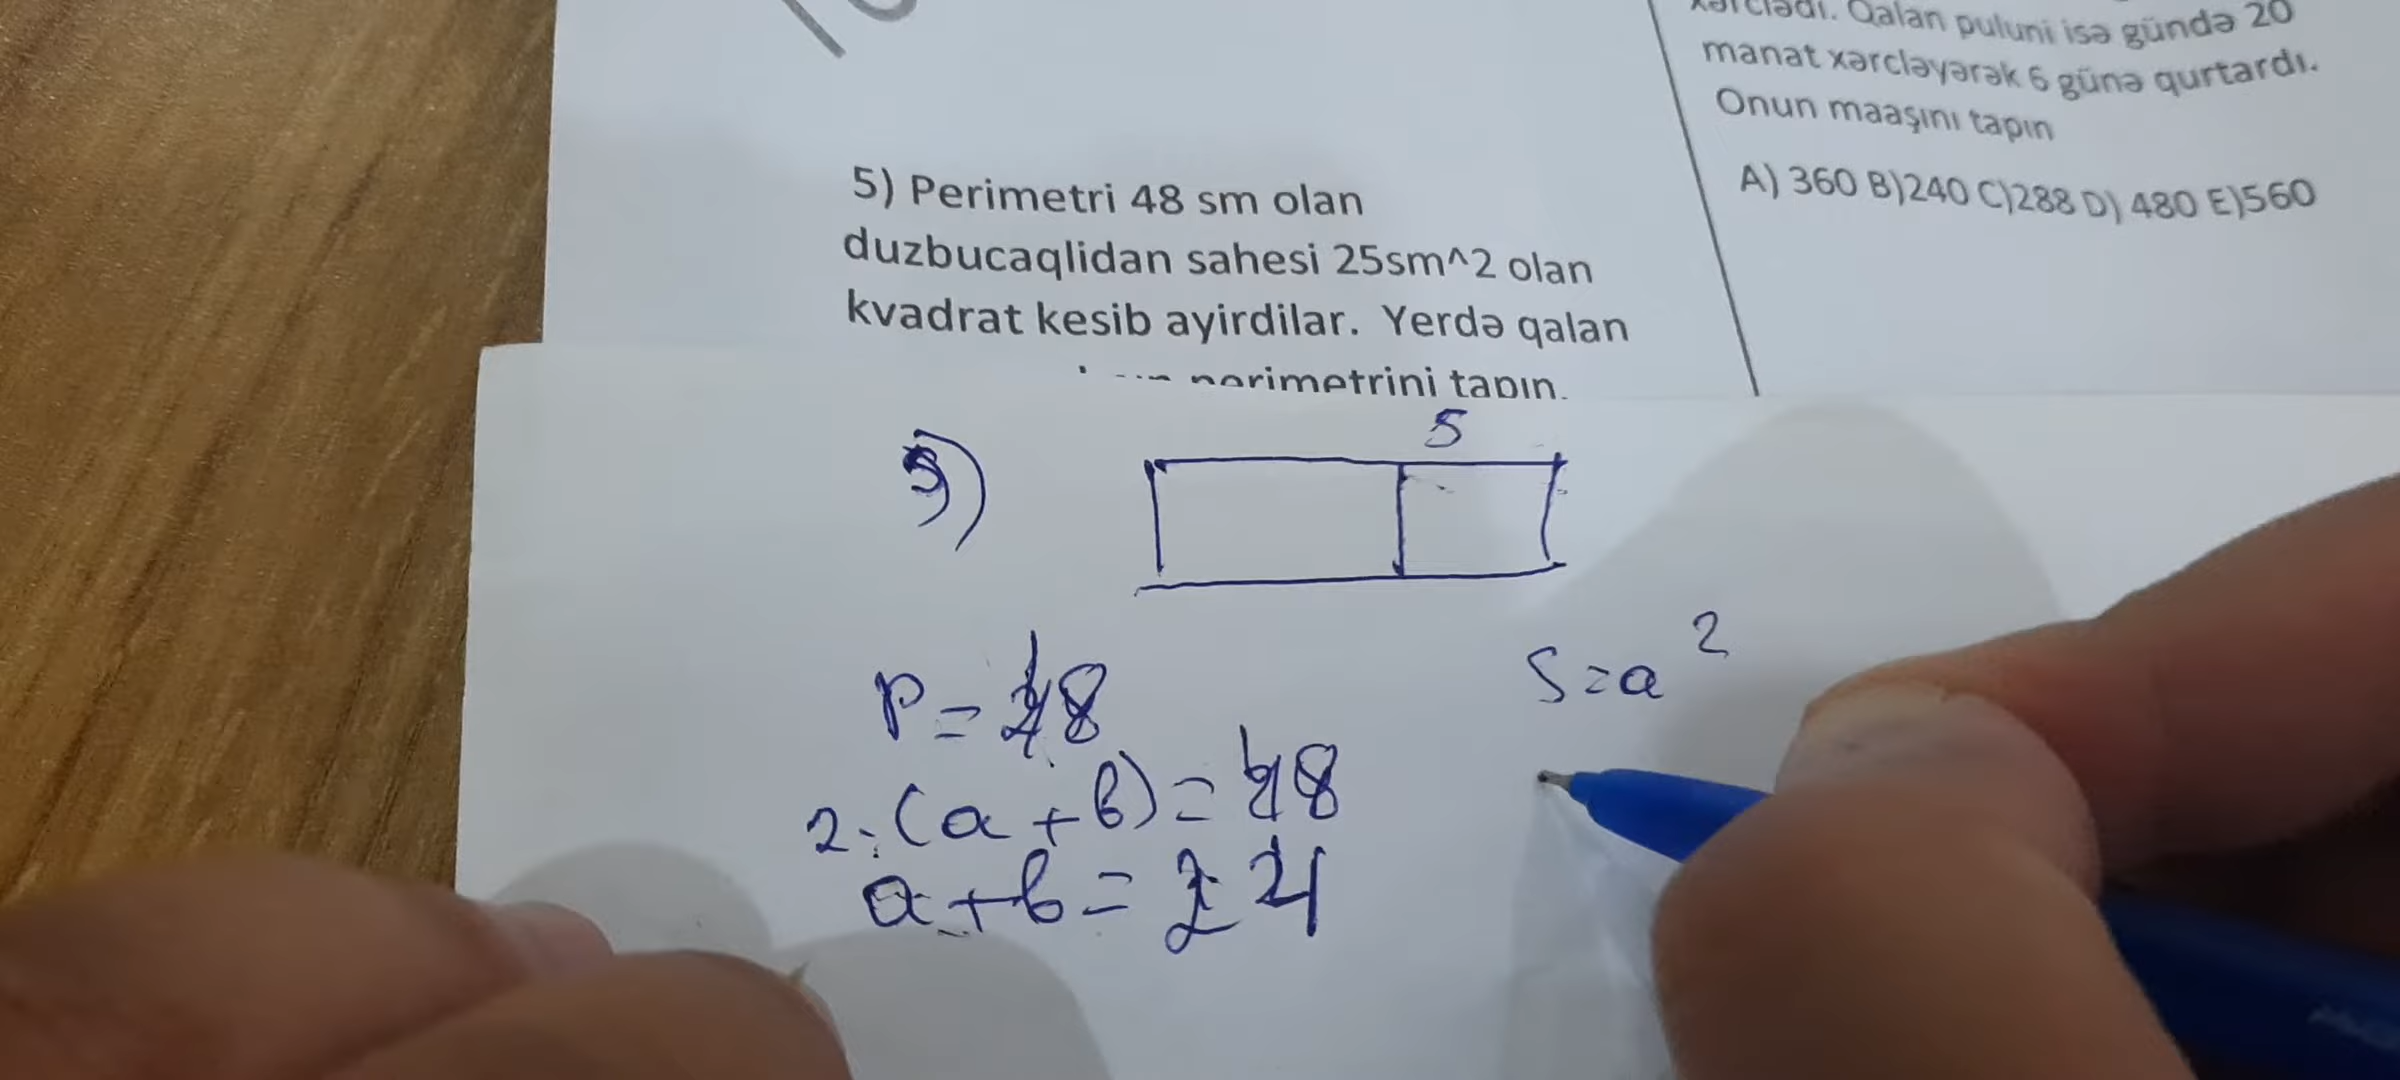 5) Perimetri 48 sm olan
duzbucaqlidan sahesi 25sm^2 olan
kvadrat kesib ayirdilar. Yerdə qalan
perimetrini tapın.
xərclədi. Qalan puluni isə gündə 20
manat xərcləyərək 6 günə qurtardı.
Onun maaşını tapın
A) 360 B)240 C)288 D) 480 E)560
5)
5
P = 48
2·(a+b) = 48
a+b = 24
S = a²